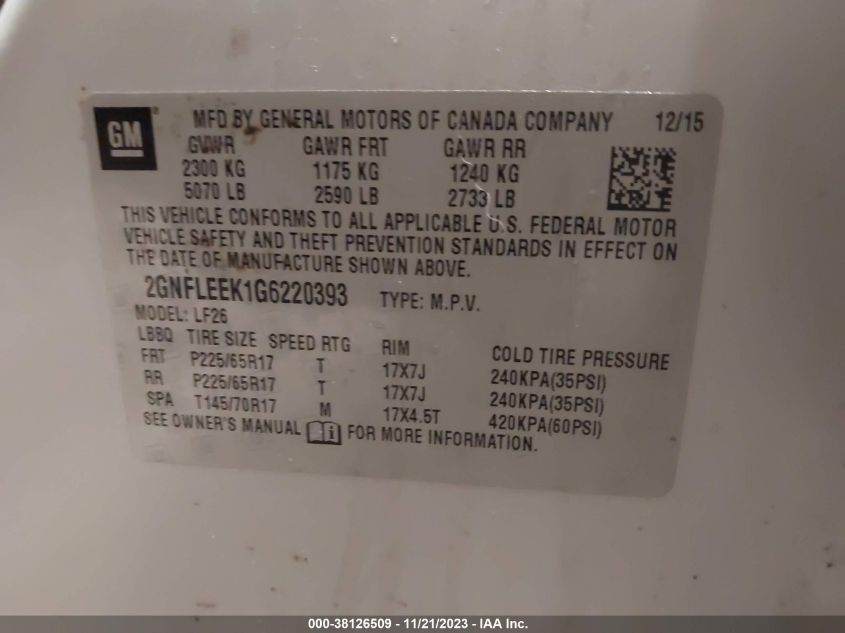 GM
MFD BY GENERAL MOTORS OF CANADA COMPANY 12/15
GVWR GAWR FRT GAWR RR
2300 KG 1175 KG 1240 KG
5070 LB 2590 LB 2733 LB
THIS VEHICLE CONFORMS TO ALL APPLICABLE U.S. FEDERAL MOTOR
VEHICLE SAFETY AND THEFT PREVENTION STANDARDS IN EFFECT ON
THE DATE OF MANUFACTURE SHOWN ABOVE.
2GNFLEEK1G6220393 TYPE: M.P.V.
MODEL: LF26
LBBQ TIRE SIZE SPEED RTG RIM COLD TIRE PRESSURE
FRT P225/65R17 T 17X7J 240KPA(35PSI)
RR P225/65R17 T 17X7J 240KPA(35PSI)
SPA T145/70R17 M 17X4.5T 420KPA(60PSI)
SEE OWNER'S MANUAL FOR MORE INFORMATION.
000-38126509 - 11/21/2023 - IAA Inc.